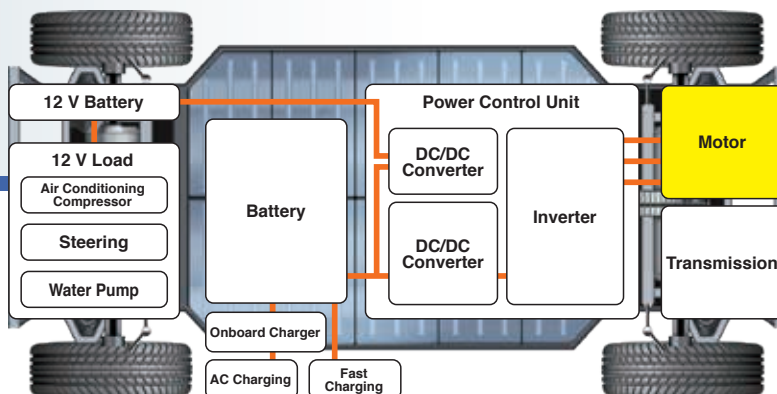 12 V Battery
12 V Load
Air Conditioning
Compressor
Steering
Water Pump
Battery
Onboard Charger
AC Charging
Fast
Charging
Power Control Unit
DC/DC
Converter
DC/DC
Converter
Inverter
Motor
Transmission